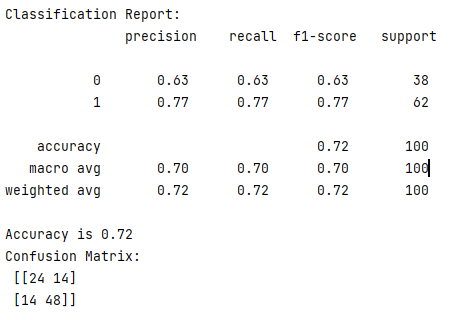 Classification Report:
precision recall f1-score support
0 0.63 0.63 0.63 38
1 0.77 0.77 0.77 62
accuracy 0.72 100
macro avg 0.70 0.70 0.70 100
weighted avg 0.72 0.72 0.72 100
Accuracy is 0.72
Confusion Matrix:
[[24 14]
[14 48]]